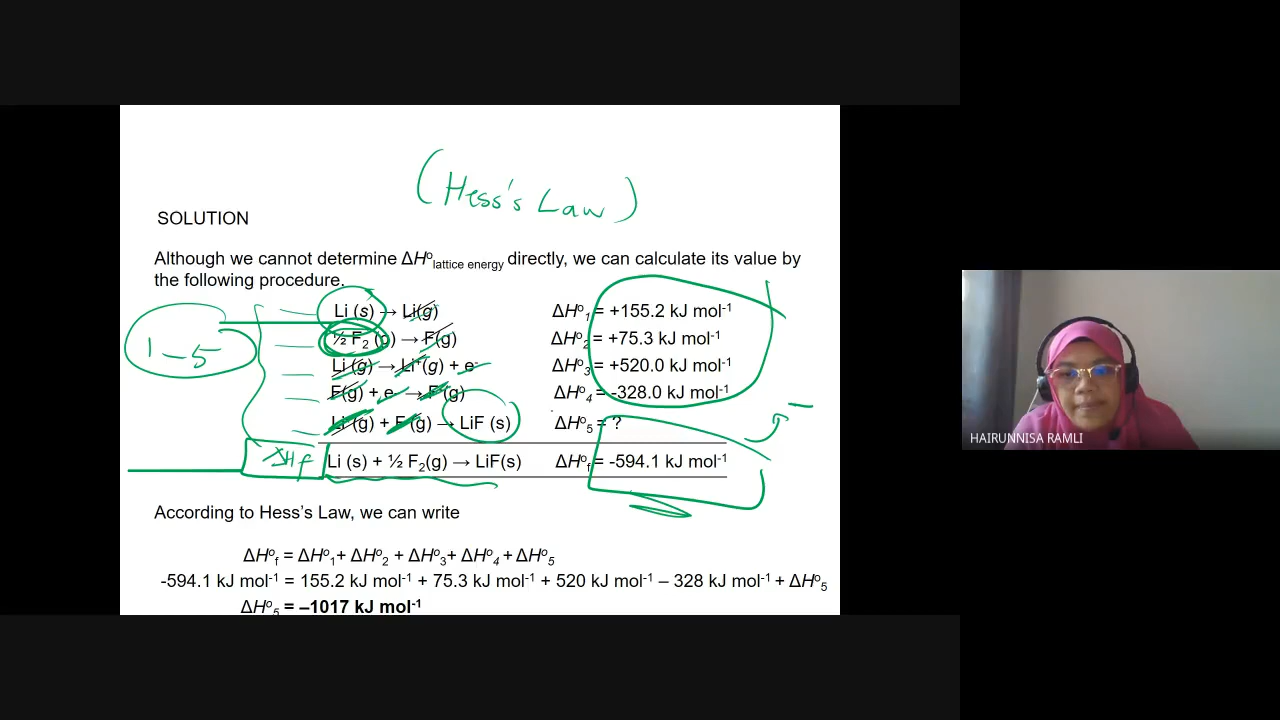 (Hess's Law)
SOLUTION
Although we cannot determine ΔH°lattice energy directly, we can calculate its value by
the following procedure.
Li (s) → Li(g) ΔH°1 = +155.2 kJ mol-1
½ F2 (g) → F(g) ΔH°2 = +75.3 kJ mol-1
1-5
Li (g) → Li+(g) + e- ΔH°3 = +520.0 kJ mol-1
F(g) + e- → F-(g) ΔH°4 = -328.0 kJ mol-1
Li+(g) + F-(g) → LiF (s) ΔH°5 = ?
ΔHf Li (s) + ½ F2(g) → LiF(s) ΔH°f = -594.1 kJ mol-1
According to Hess's Law, we can write
ΔH°f = ΔH°1+ ΔH°2 + ΔH°3+ ΔH°4 + ΔH°5
-594.1 kJ mol-1 = 155.2 kJ mol-1 + 75.3 kJ mol-1 + 520 kJ mol-1 – 328 kJ mol-1 + ΔH°5
ΔH°5 = –1017 kJ mol-1
HAIRUNNISA RAMLI